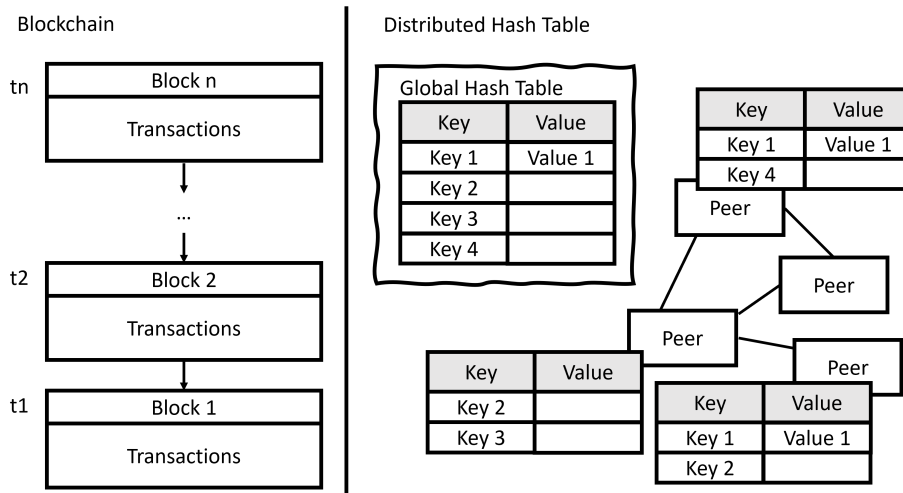 Blockchain
tn
Block n
Transactions
...
t2
Block 2
Transactions
t1
Block 1
Transactions
Distributed Hash Table
Global Hash Table
Key Value
Key 1 Value 1
Key 2
Key 3
Key 4
Key Value
Key 1 Value 1
Key 4
Peer
Peer
Peer
Peer
Key Value
Key 2
Key 3
Key Value
Key 1 Value 1
Key 2